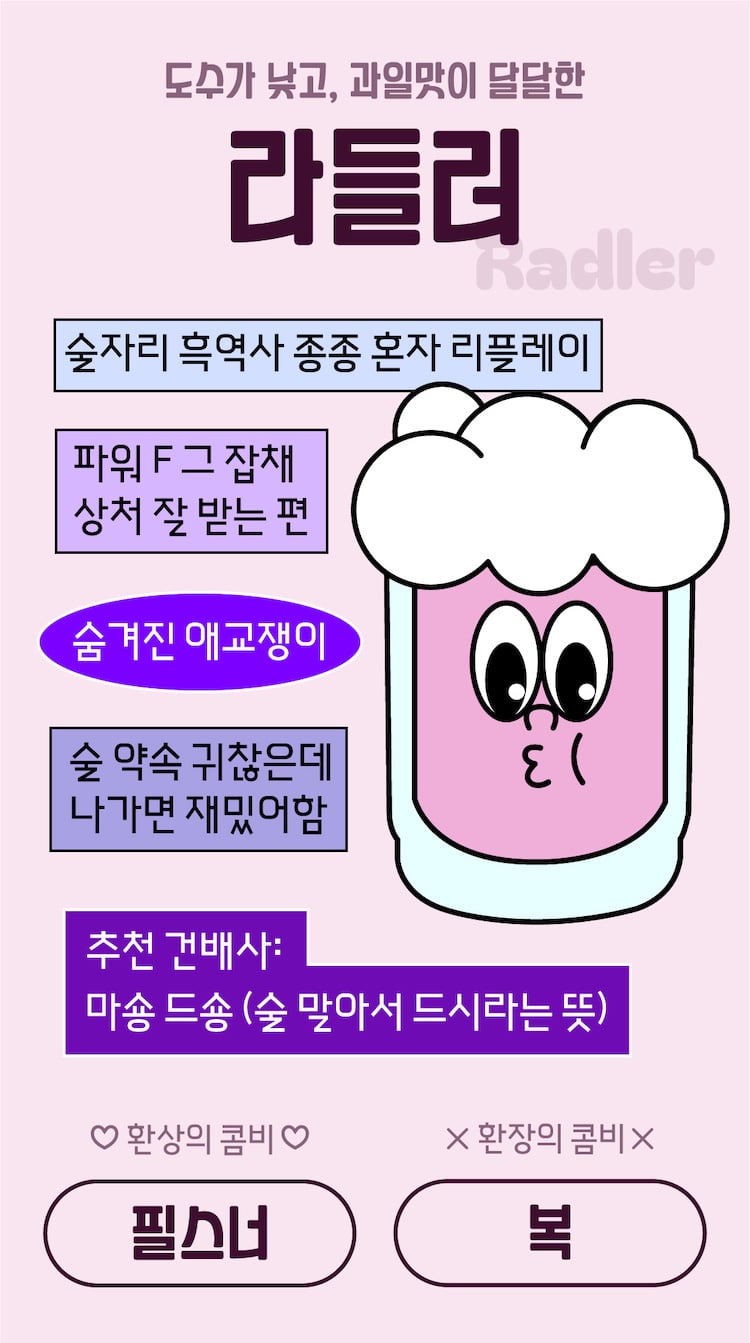 도수가 낮고, 과일맛이 달달한
라들러
Radler
술자리 흑역사 종종 혼자 리플레이
파워 F 그 잡채
상처 잘 받는 편
숨겨진 애교쟁이
술 약속 귀찮은데
나가면 재밌어함
추천 건배사:
마숑 드숑 (술 말아서 드시라는 뜻)
♡ 환상의 콤비 ♡
× 환장의 콤비 ×
필스너
복